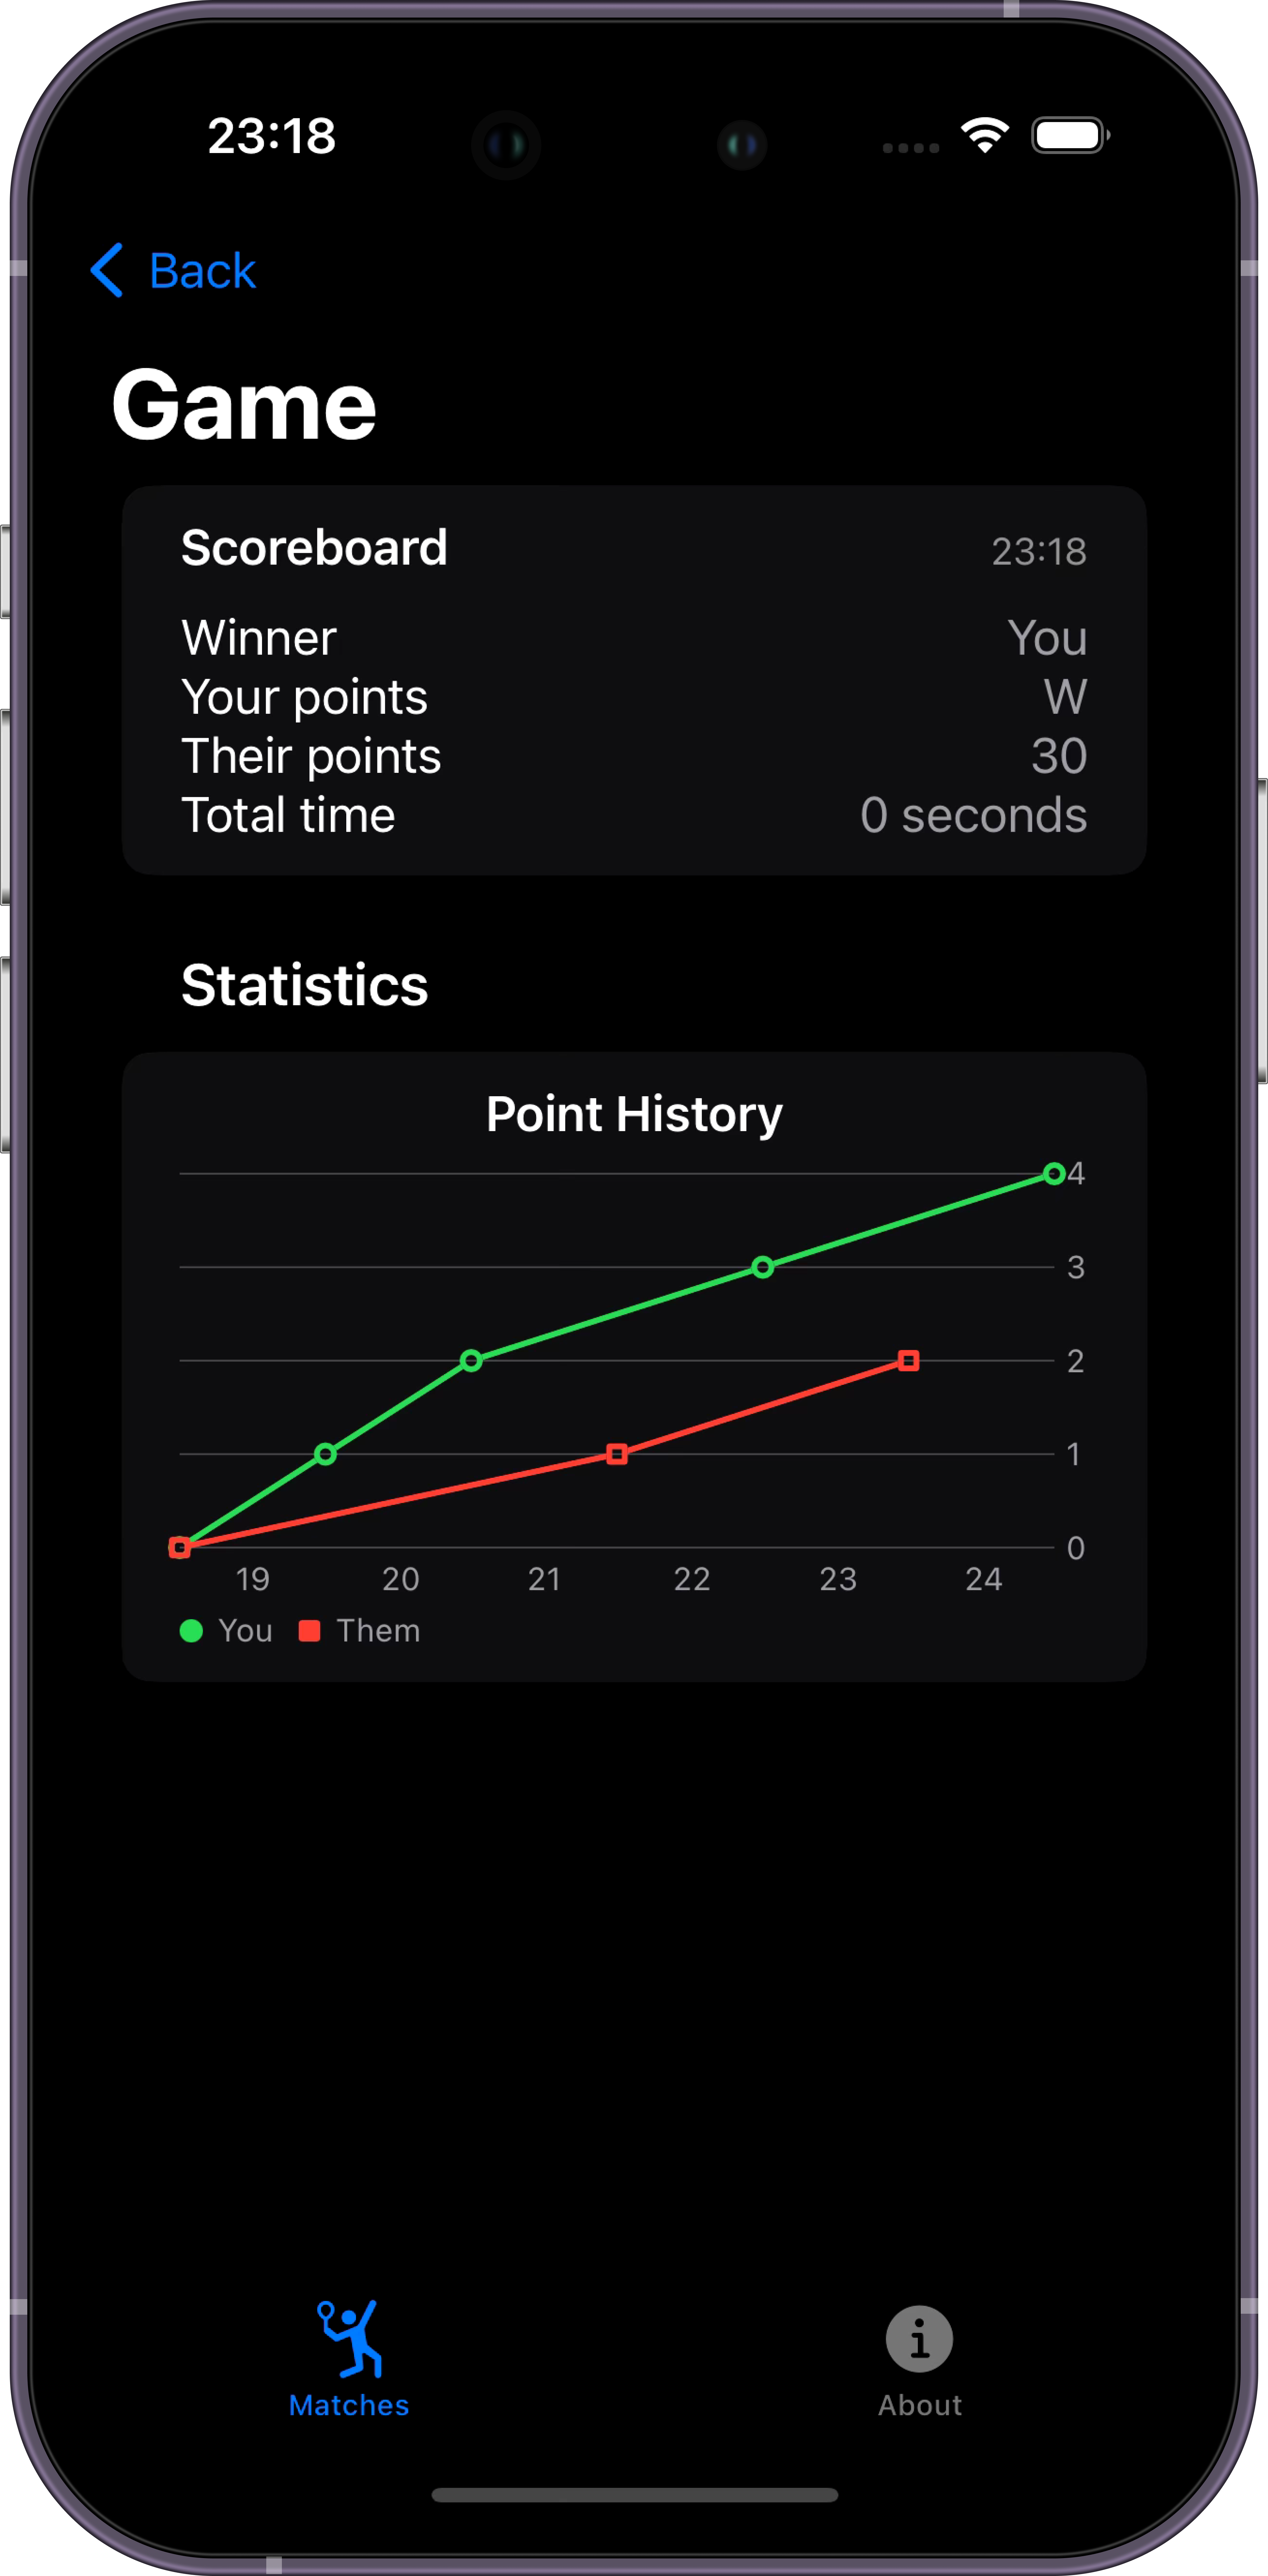 23:18
Back
Game
Scoreboard 23:18
Winner You
Your points W
Their points 30
Total time 0 seconds
Statistics
Point History
4
3
2
1
0
19 20 21 22 23 24
You Them
Matches About